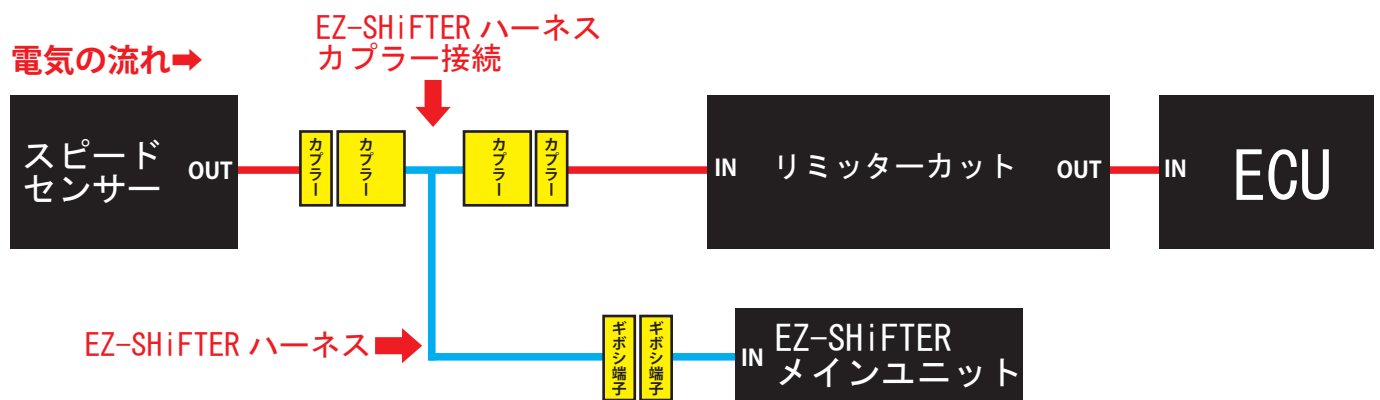 EZ-SHiFTER ハーネス
カプラー接続
電気の流れ➡
スピード
センサー
OUT
カプラー
カプラー
カプラー
カプラー
IN
リミッターカット
OUT
IN
ECU
EZ-SHiFTER ハーネス
ギボシ端子
ギボシ端子
IN
EZ-SHiFTER
メインユニット